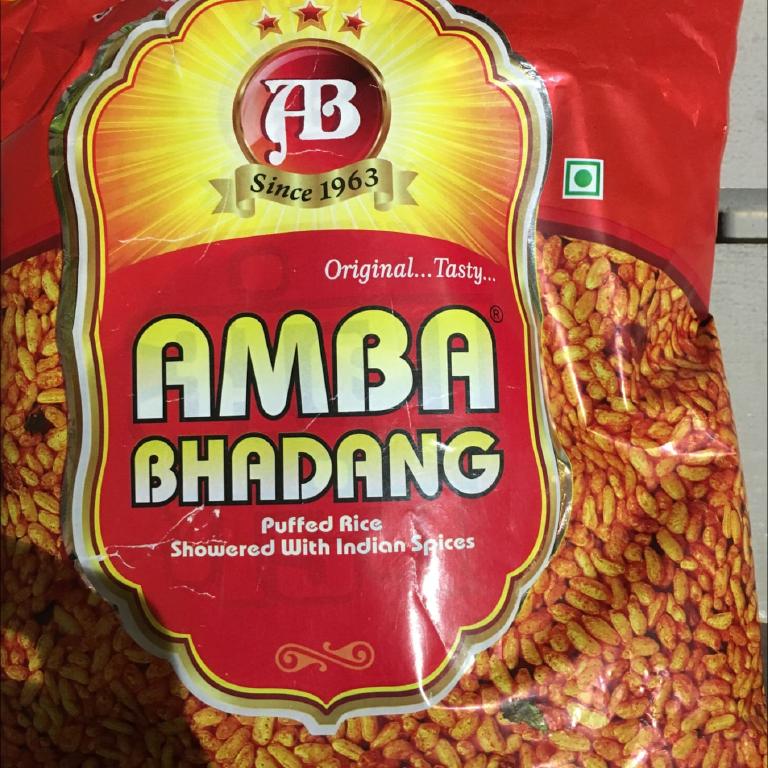 AB
Since 1963
Original...Tasty...
AMBA®
BHADANG
Puffed Rice
Showered With Indian Spices